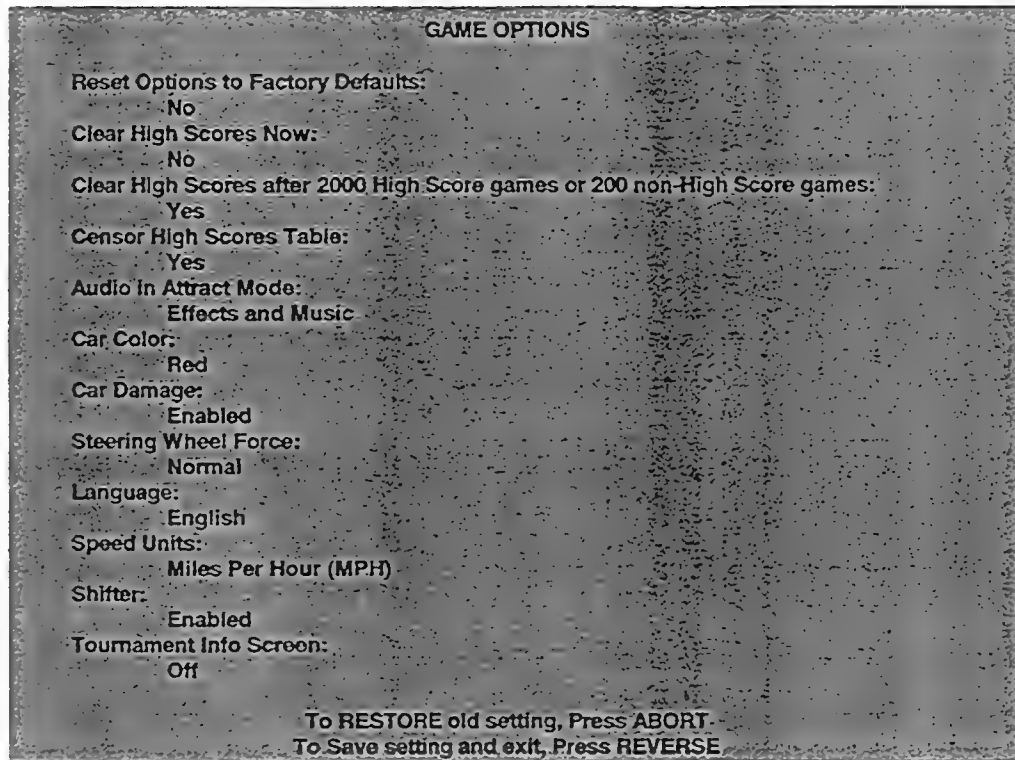 GAME OPTIONS
Reset Options to Factory Defaults:
No
Clear High Scores Now:
No
Clear High Scores after 2000 High Score games or 200 non-High Score games:
Yes
Censor High Scores Table:
Yes
Audio in Attract Mode:
Effects and Music
Car Color:
Red
Car Damage:
Enabled
Steering Wheel Force:
Normal
Language:
English
Speed Units:
Miles Per Hour (MPH)
Shifter:
Enabled
Tournament Info Screen:
Off
To RESTORE old setting, Press ABORT
To Save setting and exit, Press REVERSE